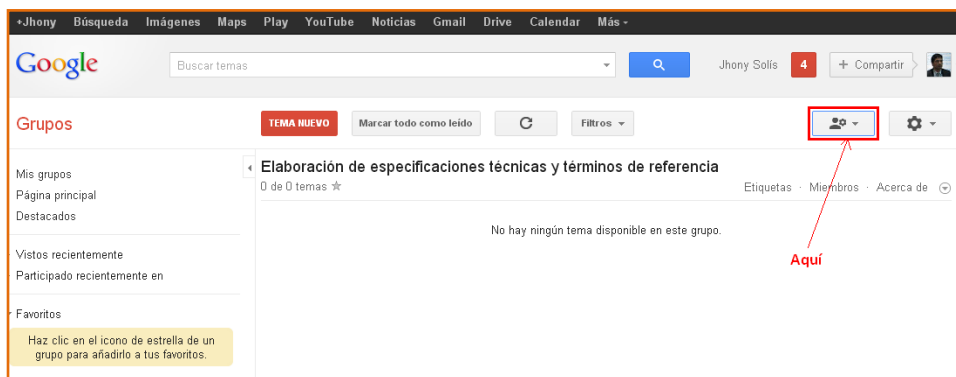 +Jhony Búsqueda Imágenes Maps Play YouTube Noticias Gmail Drive Calendar Más
Google Buscar temas Jhony Solís 4 + Compartir
Grupos TEMA NUEVO Marcar todo como leído Filtros
Elaboración de especificaciones técnicas y términos de referencia
Mis grupos
0 de 0 temas Etiquetas · Miembros · Acerca de
Página principal
Destacados
No hay ningún tema disponible en este grupo.
Vistos recientemente
Aquí
Participado recientemente en
Favoritos
Haz clic en el icono de estrella de un
grupo para añadirlo a tus favoritos.